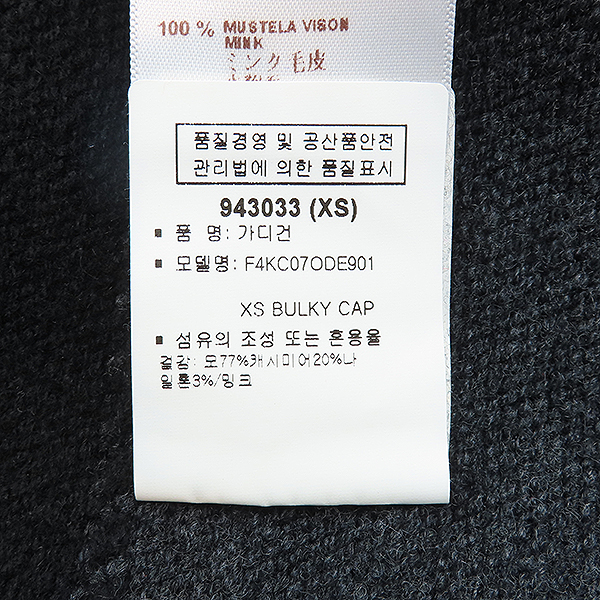 100 % MUSTELA VISON
MINK
ミンク毛皮
품질경영 및 공산품안전
관리법에 의한 품질표시
943033 (XS)
■ 품 명: 가디건
■ 모델명: F4KC07ODE901
XS BULKY CAP
■ 섬유의 조성 또는 혼용율
겉감: 모77%캐시미어20%나
일론3%/밍크